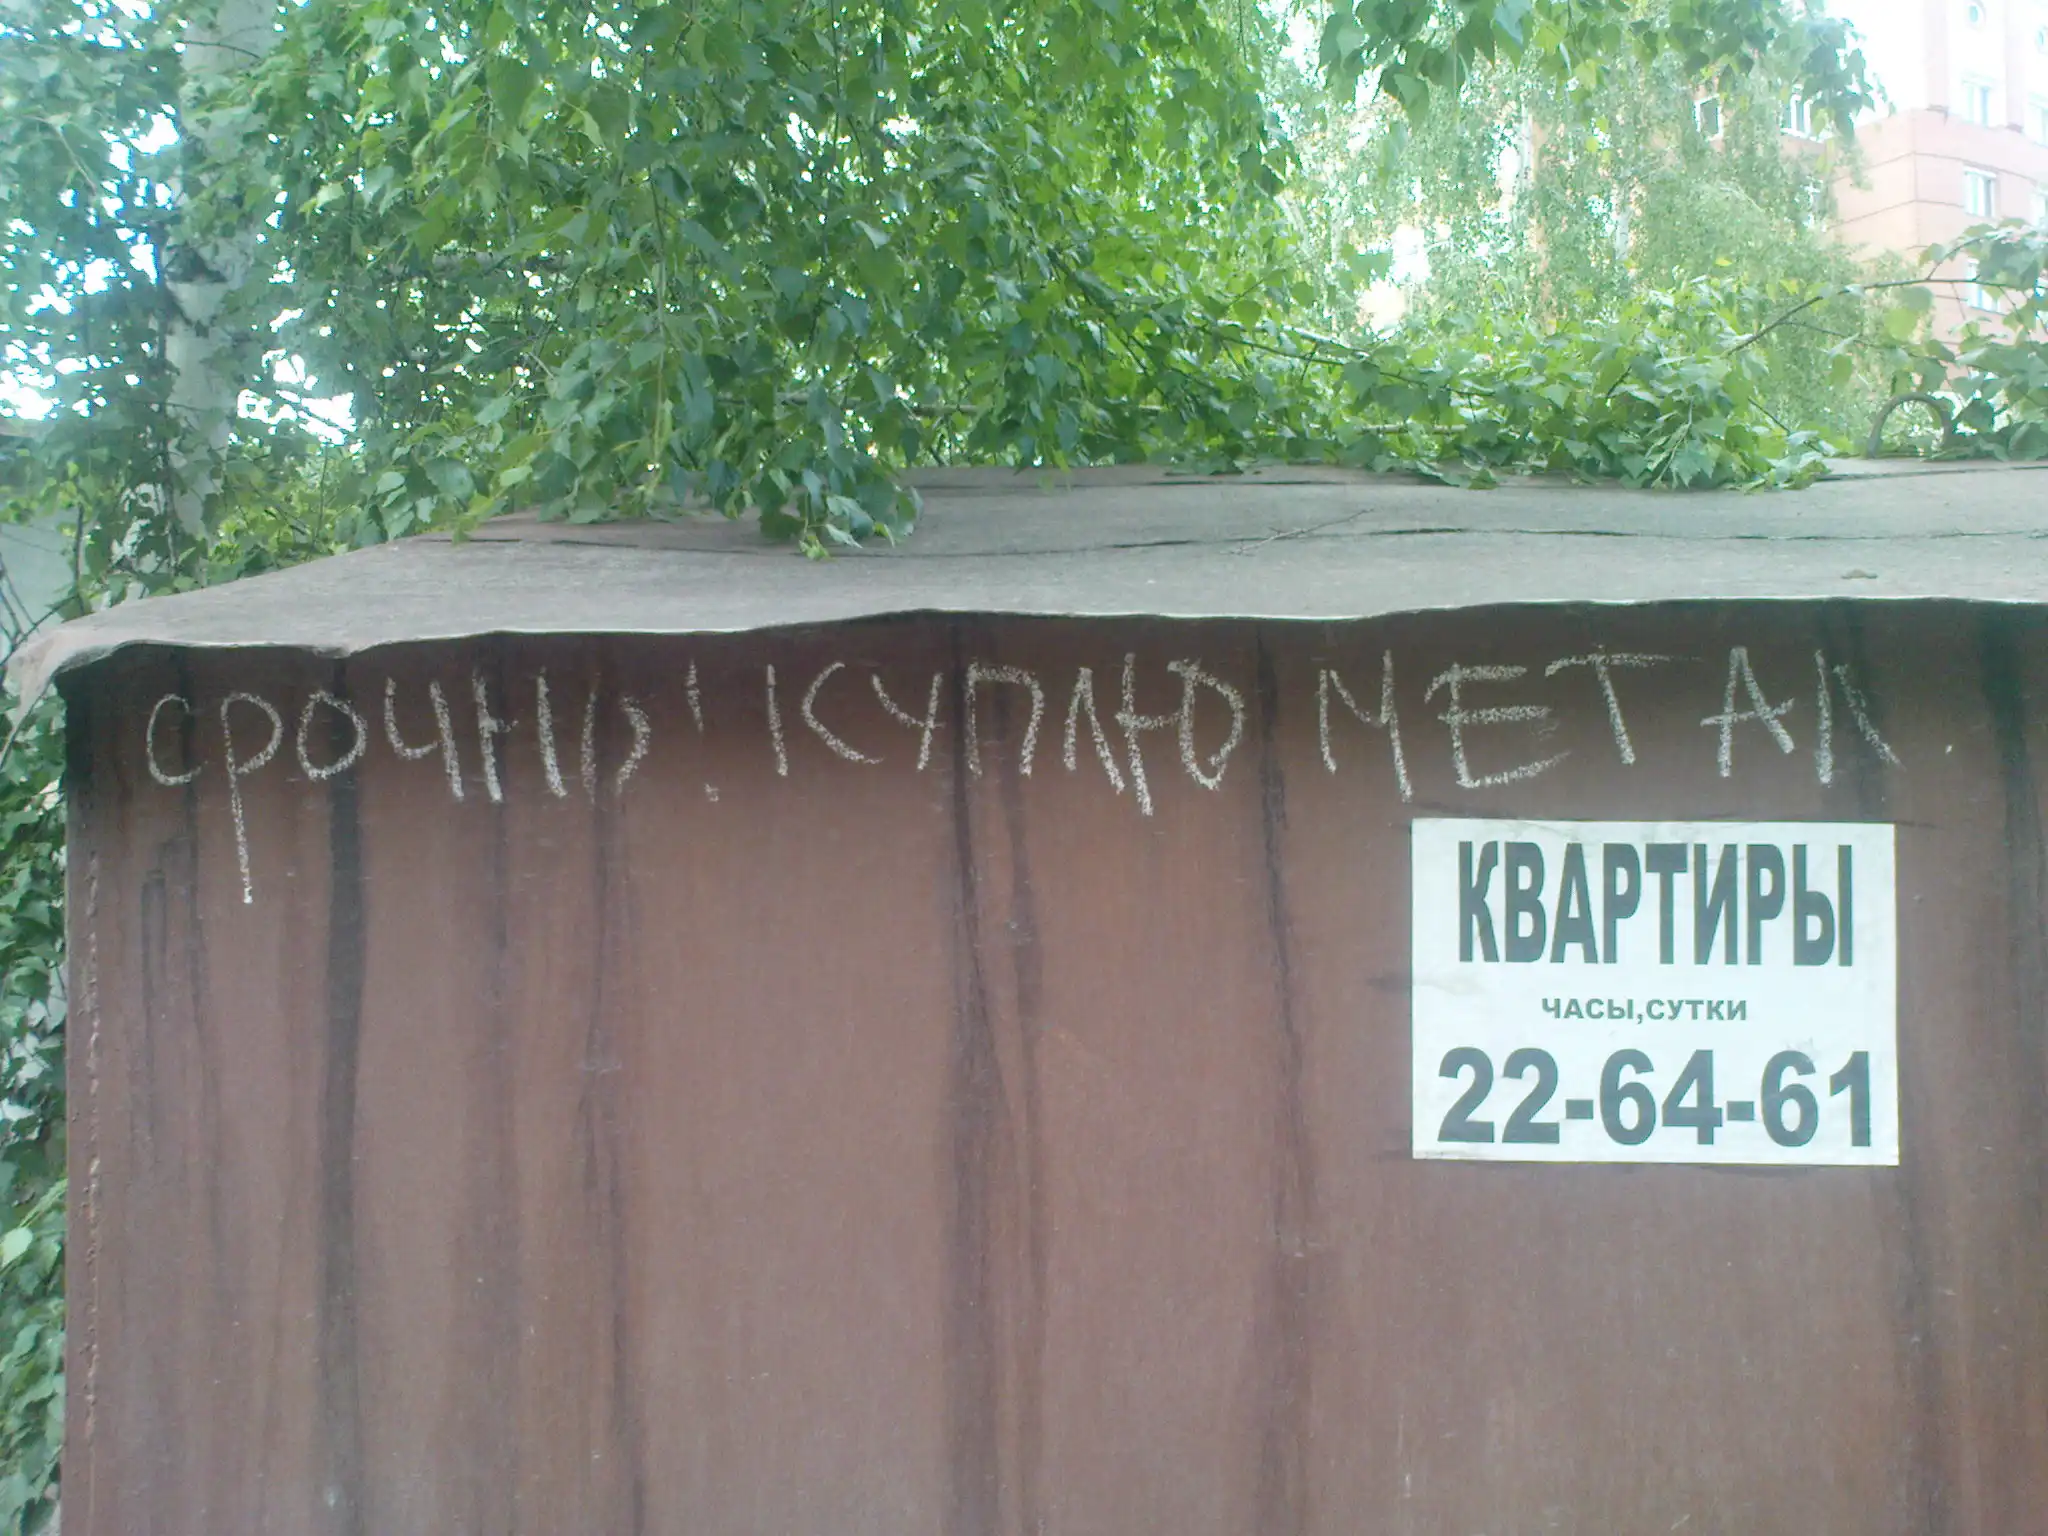 СРОЧНО! КУПЛЮ МЕТАЛ
КВАРТИРЫ
ЧАСЫ,СУТКИ
22-64-61